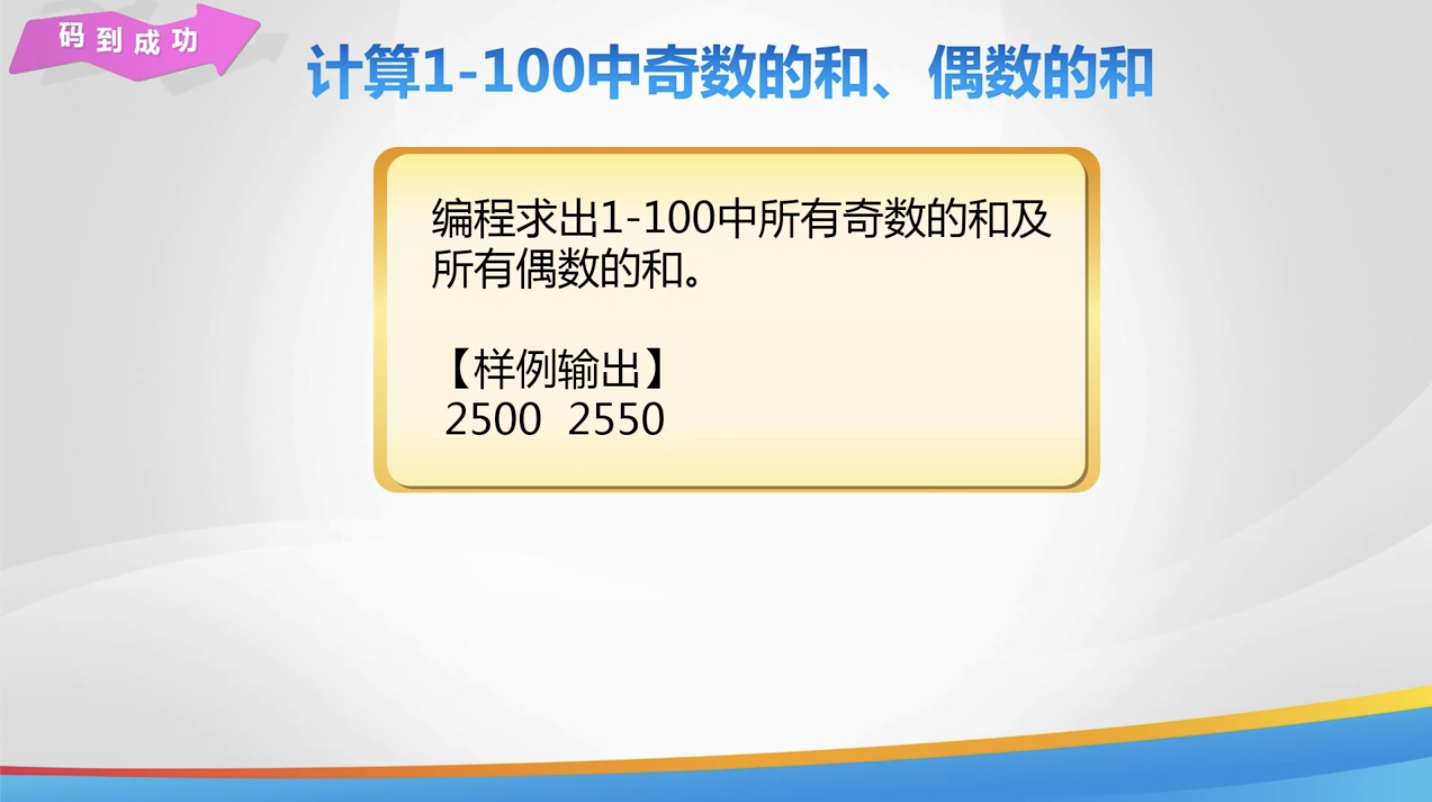 码到成功
计算1-100中奇数的和、偶数的和
编程求出1-100中所有奇数的和及
所有偶数的和。
【样例输出】
2500 2550